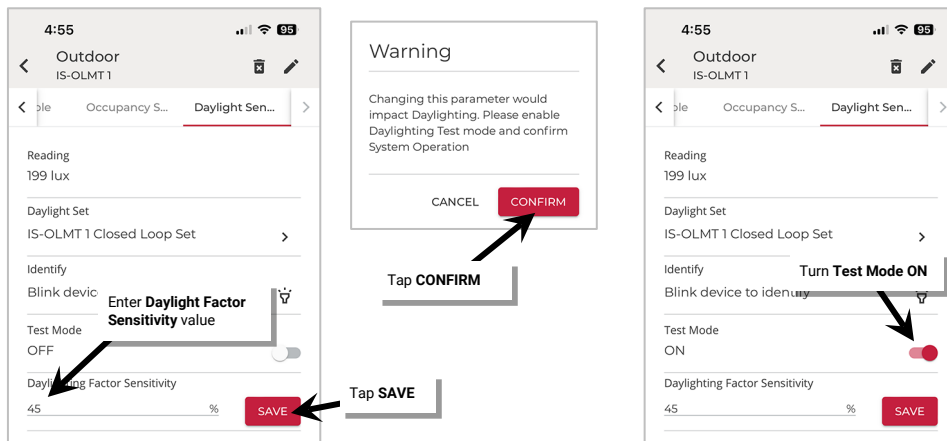 4:55
95
Outdoor
IS-OLMT 1
ble
Occupancy S...
Daylight Sen...
Reading
199 lux
Daylight Set
IS-OLMT 1 Closed Loop Set
Identify
Blink devic
Enter Daylight Factor
Sensitivity value
Test Mode
OFF
Daylighting Factor Sensitivity
45
%
SAVE
Tap SAVE
Warning
Changing this parameter would
impact Daylighting. Please enable
Daylighting Test mode and confirm
System Operation
CANCEL
CONFIRM
Tap CONFIRM
4:55
95
Outdoor
IS-OLMT 1
ble
Occupancy S...
Daylight Sen...
Reading
199 lux
Daylight Set
IS-OLMT 1 Closed Loop Set
Identify
Turn Test Mode ON
Blink device to identify
Test Mode
ON
Daylighting Factor Sensitivity
45
%
SAVE